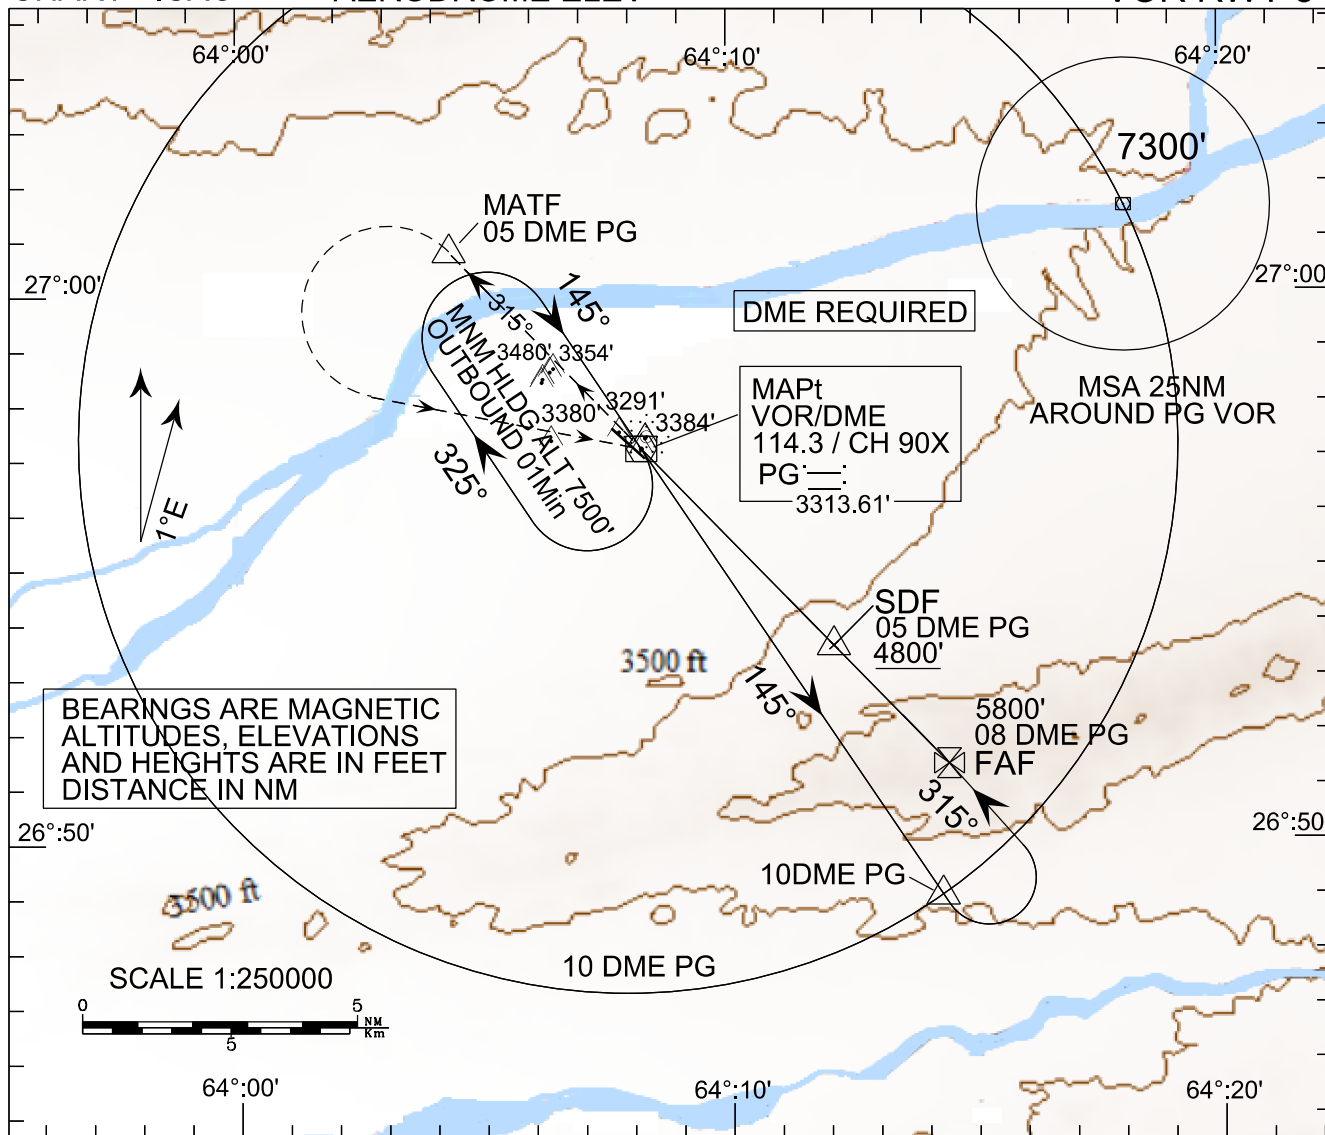 64°:00'
64°:10'
64°:20'
7300'
MATF
05 DME PG
27°:00'
27°:00'
145°
315°
DME REQUIRED
MNM HLDG ALT 7500'
OUTBOUND 01Min
3480'
3354'
3291'
3380'
3384'
325°
MAPt
VOR/DME
114.3 / CH 90X
PG
3313.61'
MSA 25NM
AROUND PG VOR
1°E
SDF
05 DME PG
4800'
3500 ft
145°
BEARINGS ARE MAGNETIC
ALTITUDES, ELEVATIONS
AND HEIGHTS ARE IN FEET
DISTANCE IN NM
5800'
08 DME PG
FAF
315°
26°:50'
26°:50'
10DME PG
3500 ft
10 DME PG
SCALE 1:250000
0
5
NM
Km
5
64°:00'
64°:10'
64°:20'